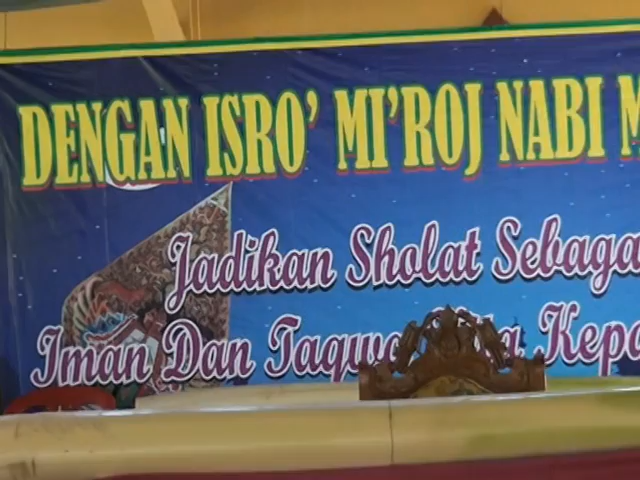 DENGAN ISRO' MI'ROJ NABI M
Jadikan Sholat Sebaga
Iman Dan Kepa